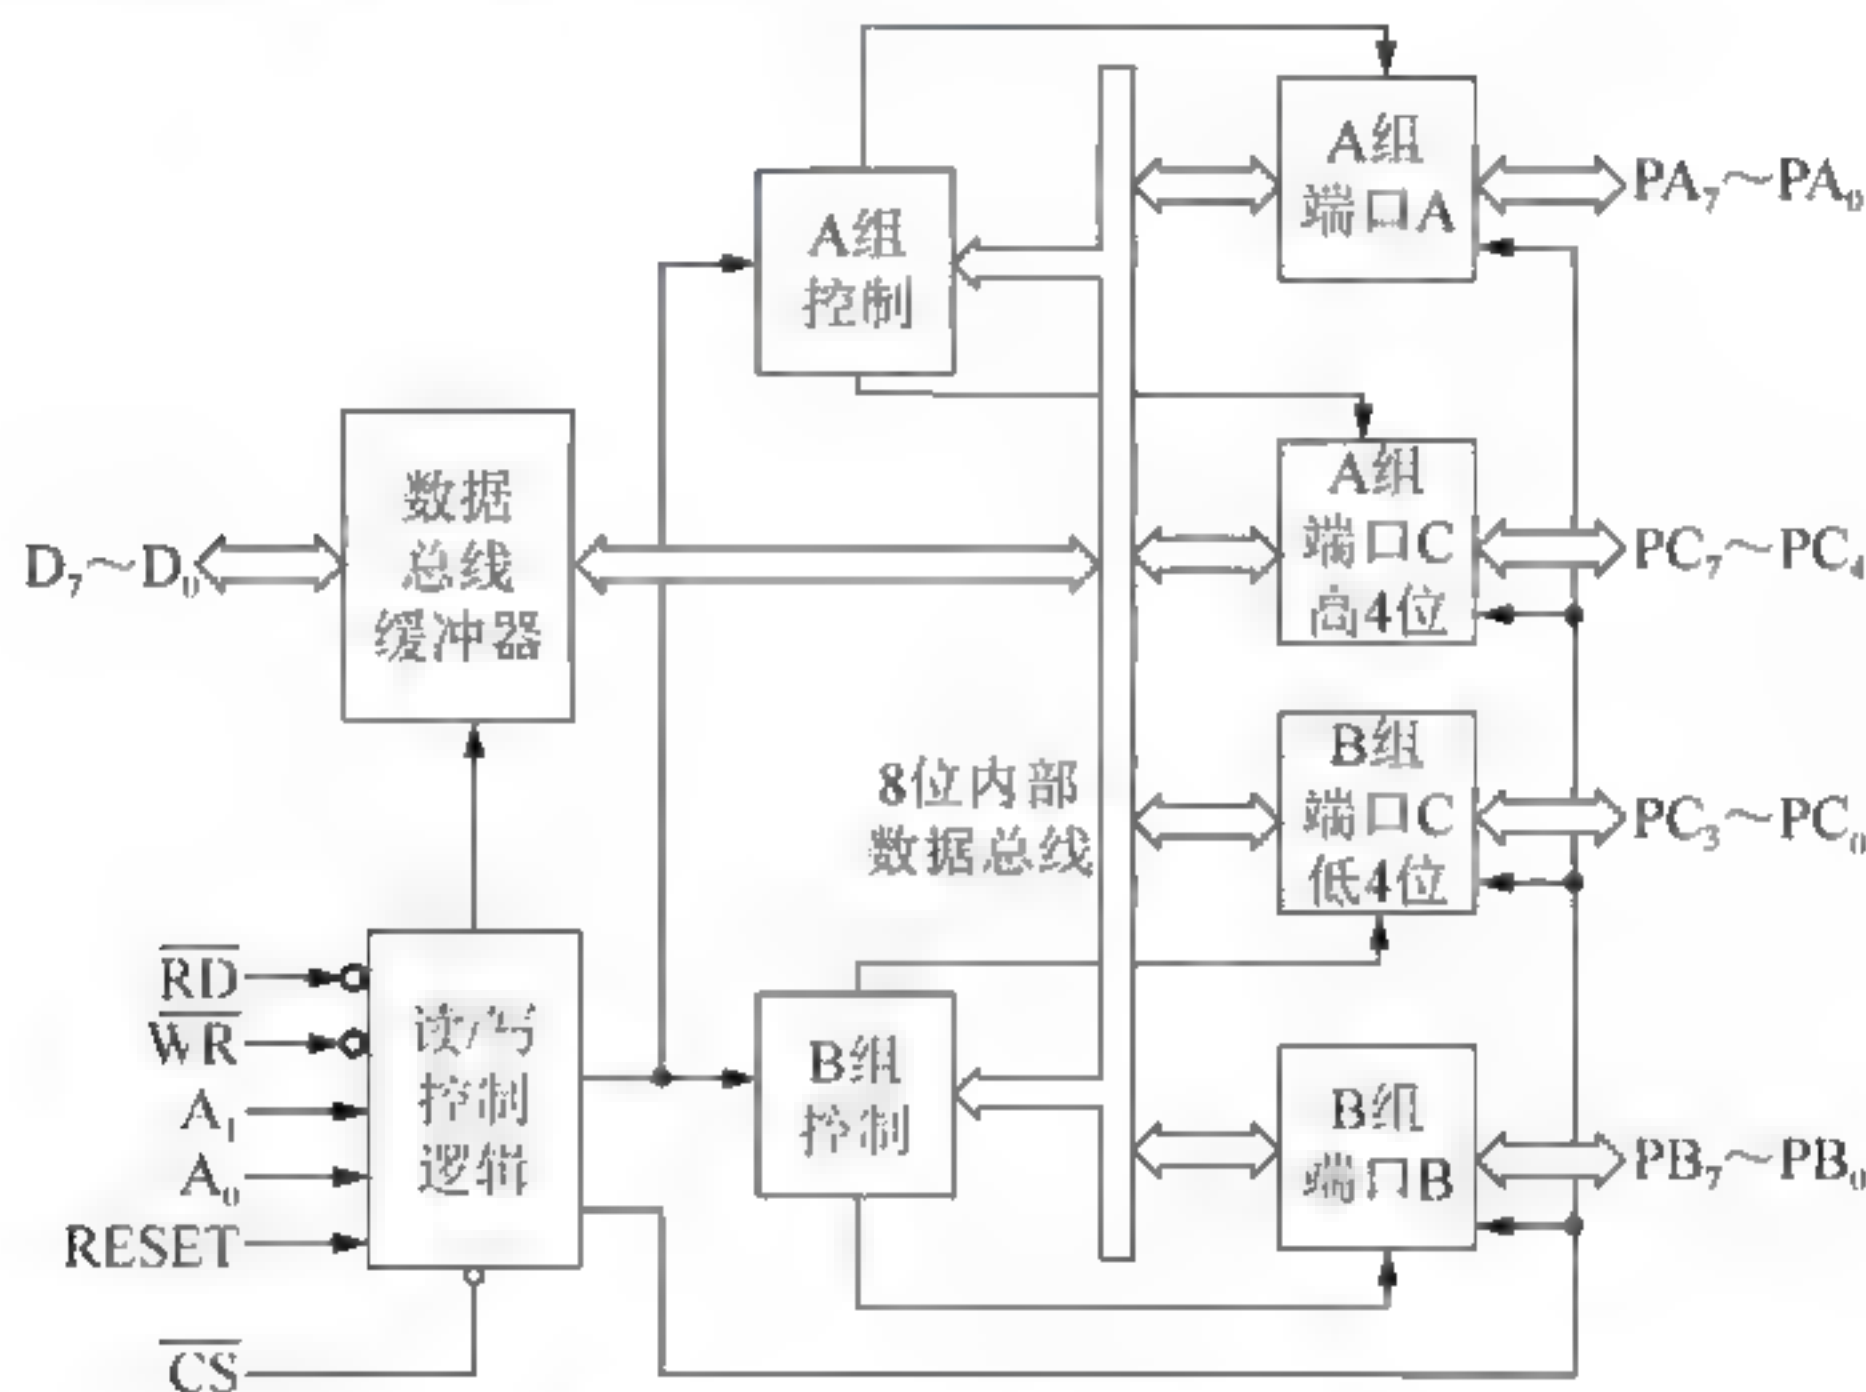 A组
端口A
PA₇～PA₀
A组
控制
A组
端口C
高4位
PC₇～PC₄
数据
总线
缓冲器
D₇～D₀
8位内部
数据总线
B组
端口C
低4位
PC₃～PC₀
R̅D̅
W̅R̅
A₁
A₀
RESET
C̅S̅
读/写
控制
逻辑
B组
控制
B组
端口B
PB₇～PB₀